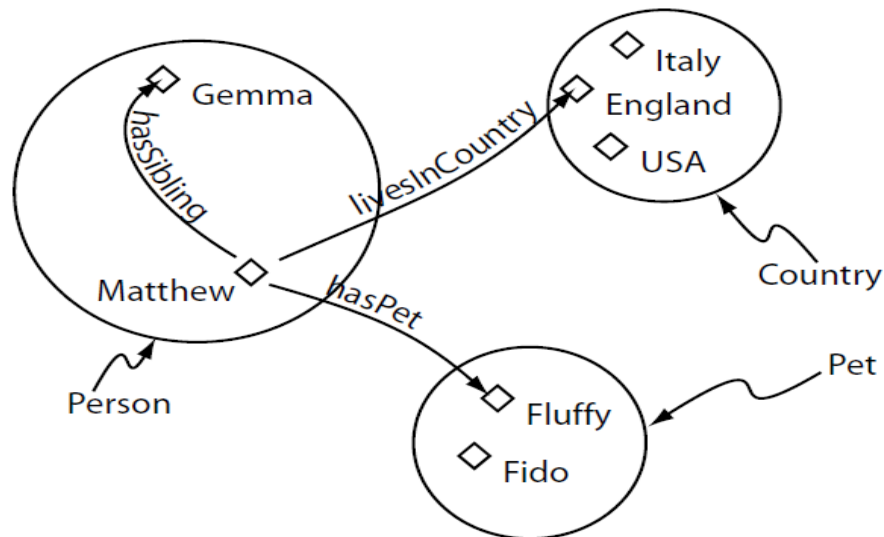 Gemma
hasSibling
Matthew
Person
livesInCountry
Italy
England
USA
Country
hasPet
Pet
Fluffy
Fido